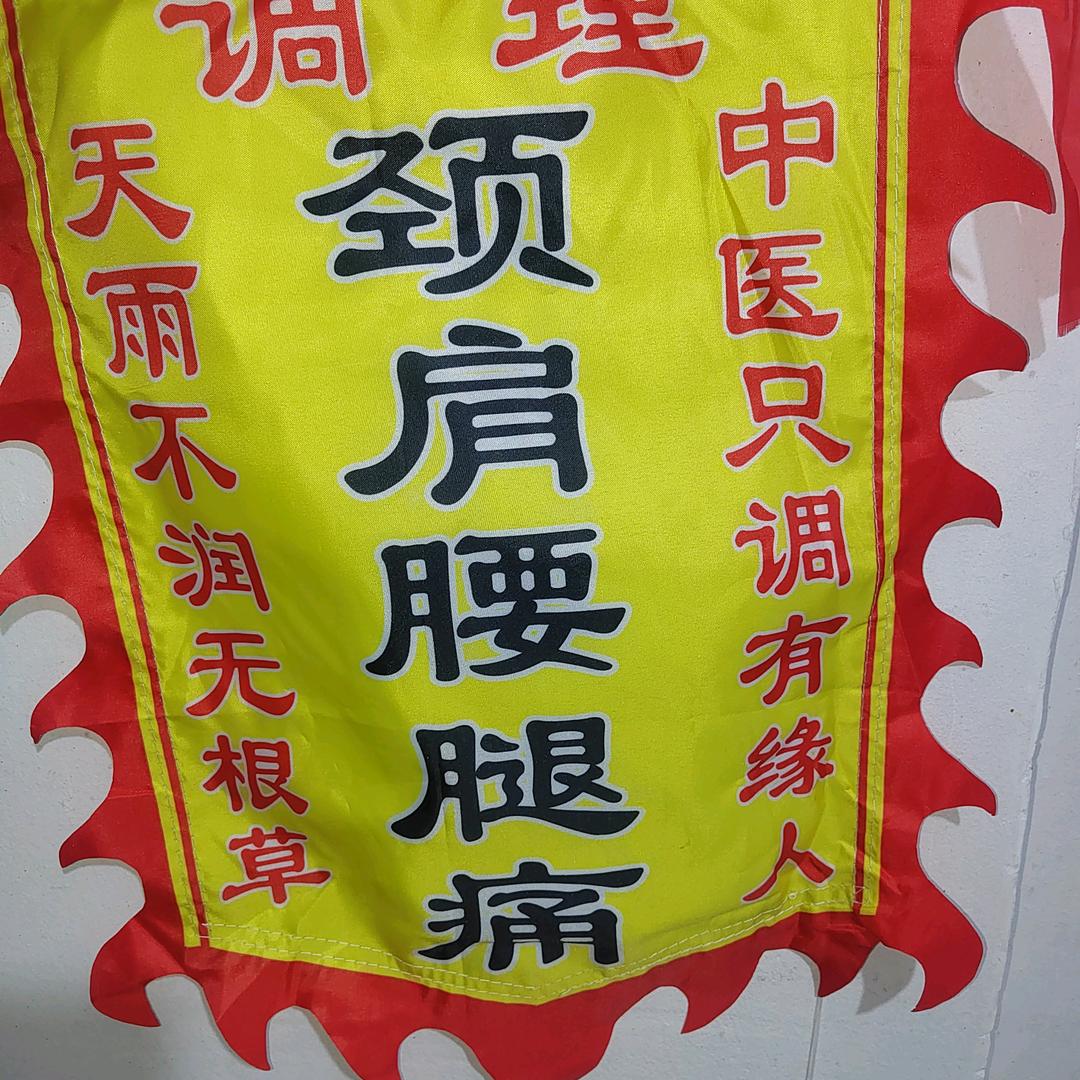 调理
颈肩腰腿痛
天雨不润无根草
中医只调有缘人